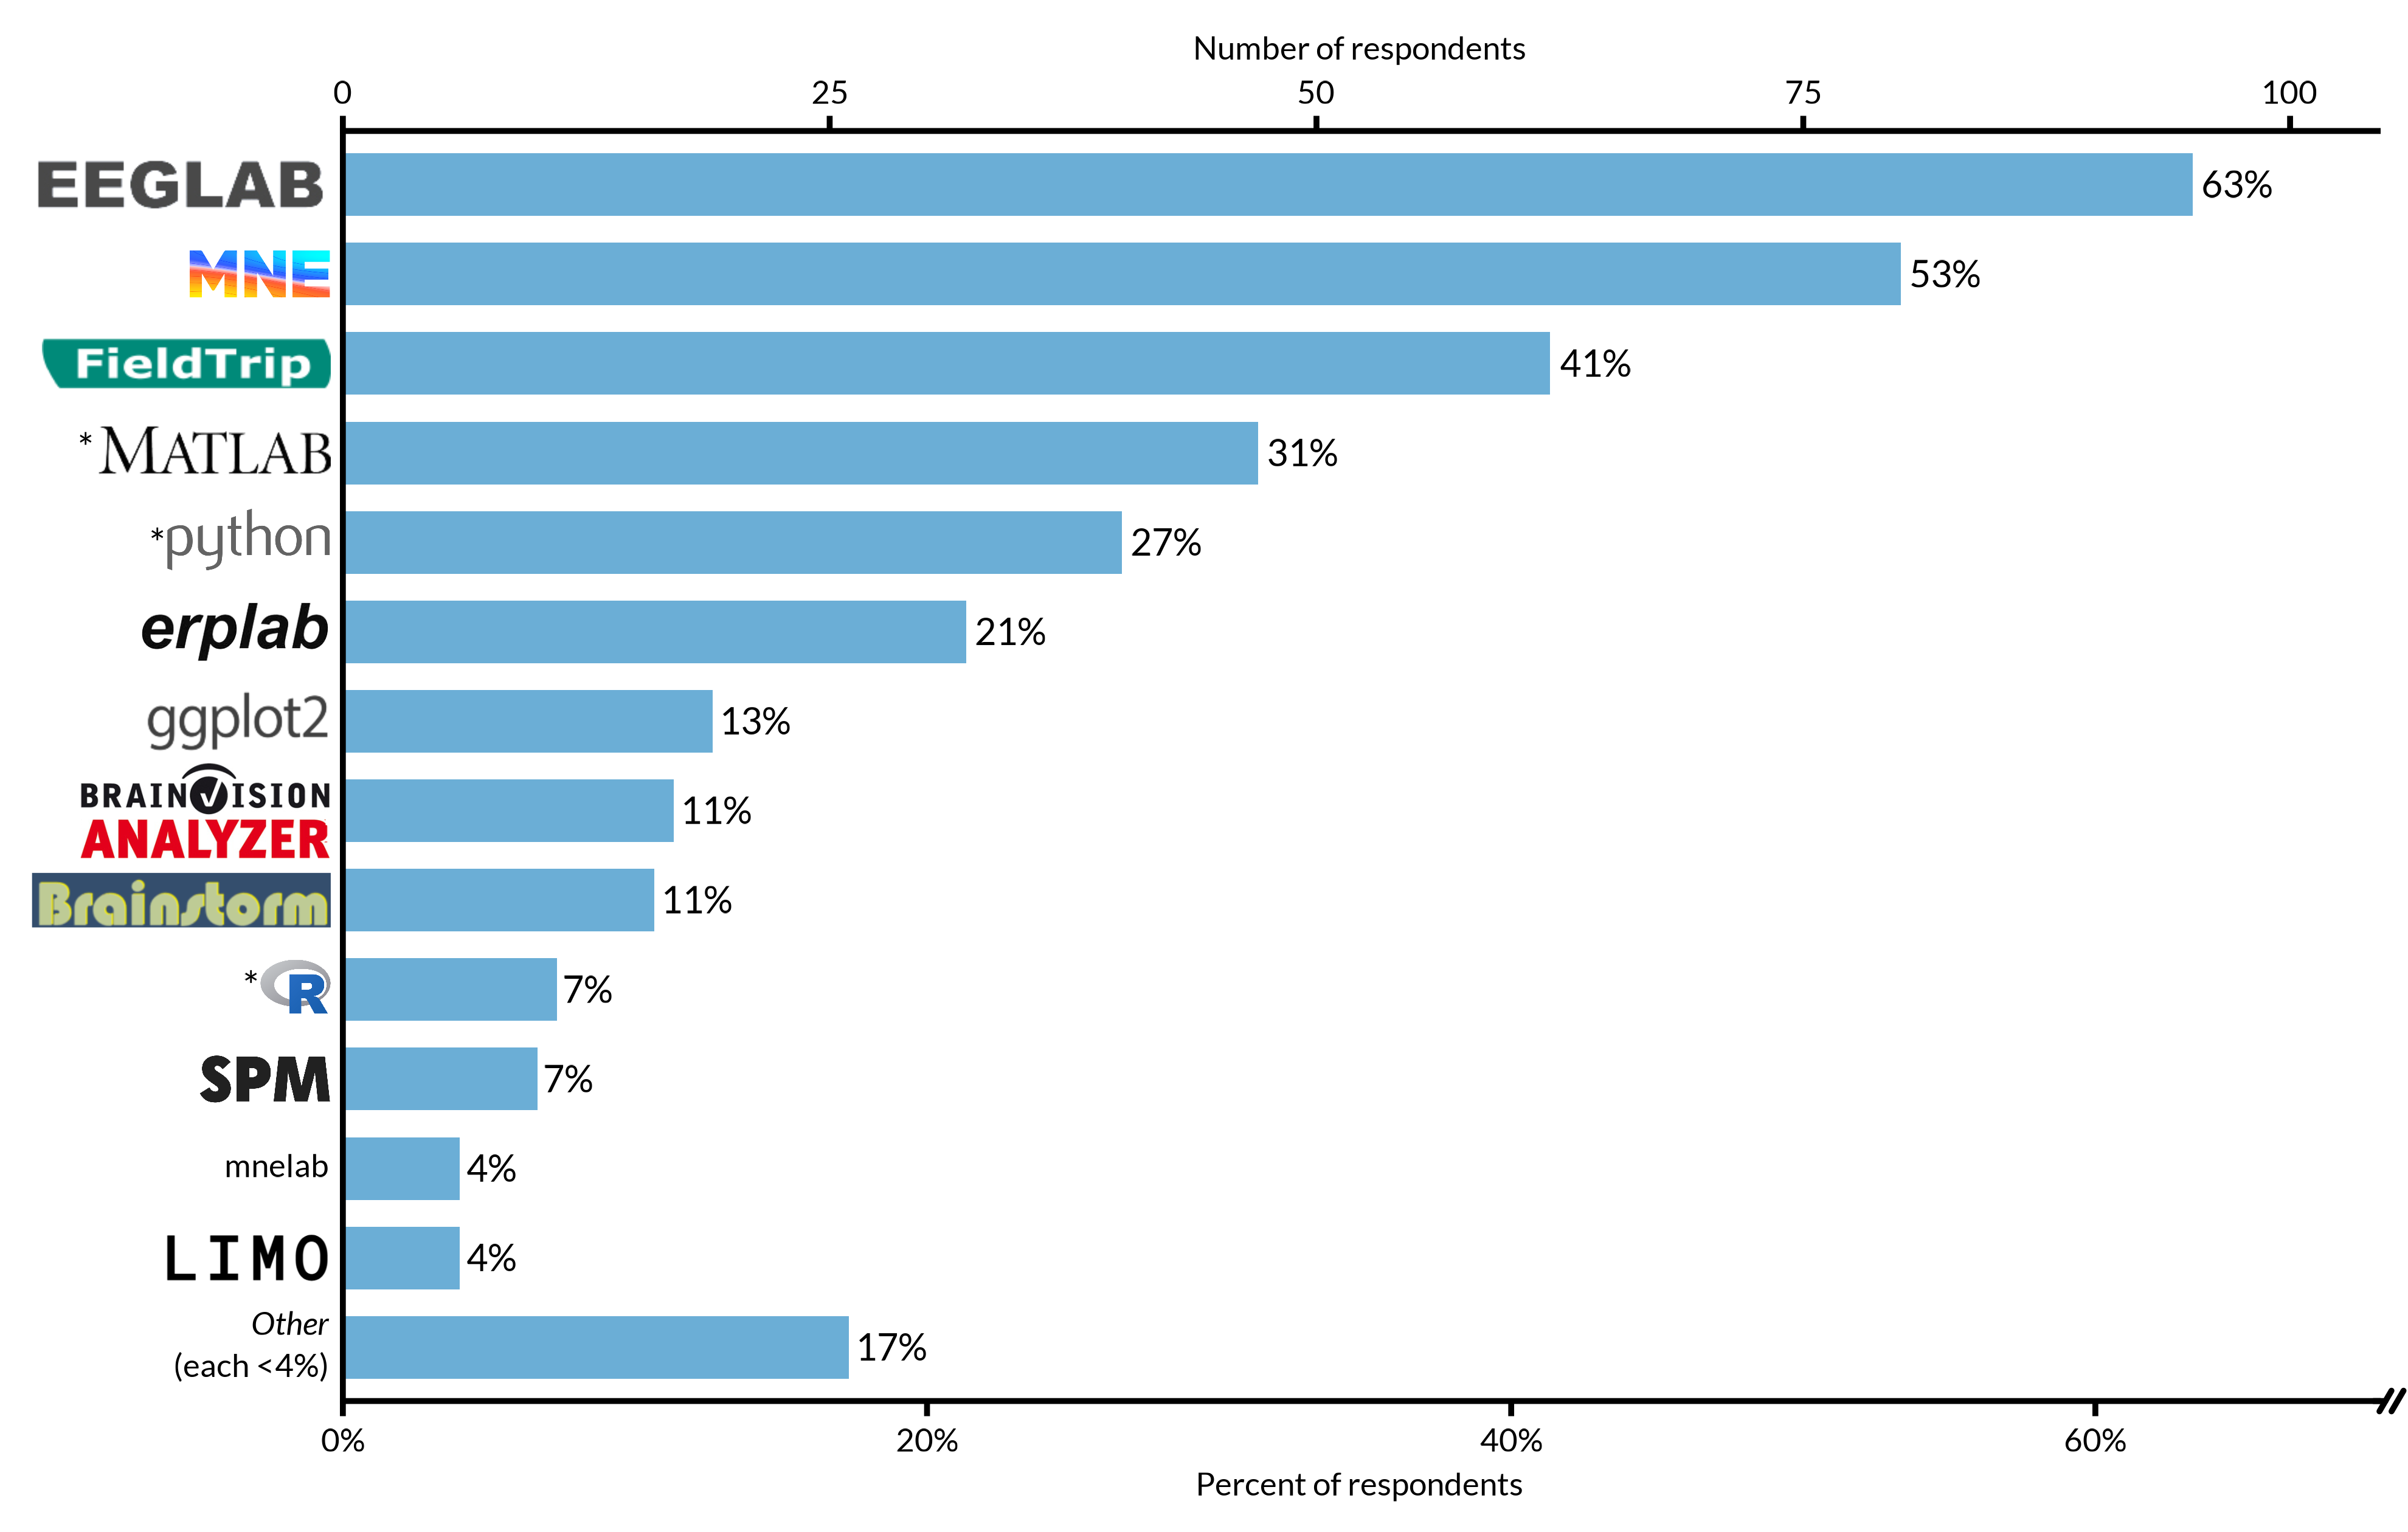 Number of respondents
0 25 50 75 100
EEGLAB 63%
MNE 53%
FieldTrip 41%
*MATLAB 31%
*python 27%
erplab 21%
ggplot2 13%
BRAINVISION
ANALYZER 11%
Brainstorm 11%
*R 7%
SPM 7%
mnelab 4%
LIMO 4%
Other
(each <4%) 17%
0% 20% 40% 60%
Percent of respondents